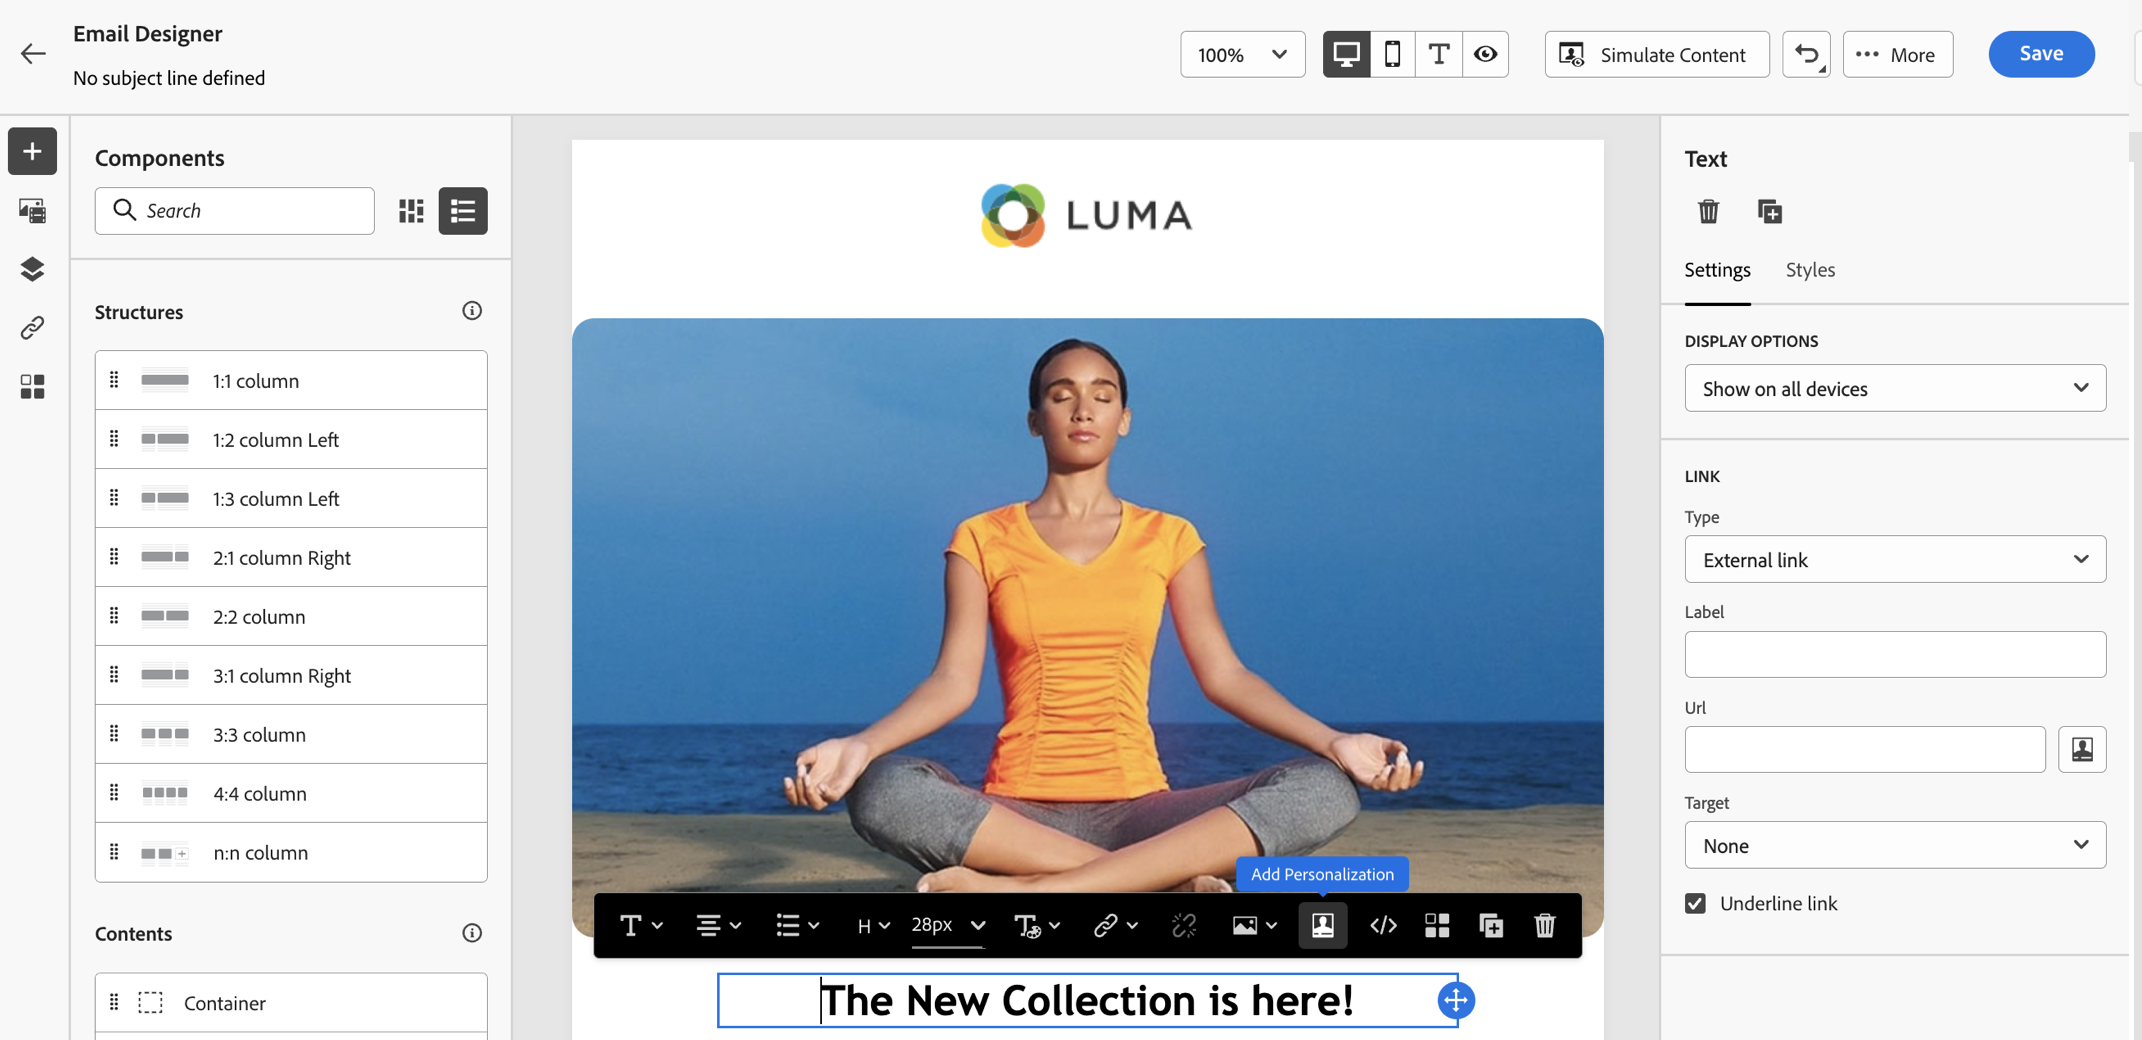 Email Designer
No subject line defined
100%
Simulate Content
More
Save
Components
Search
Structures
1:1 column
1:2 column Left
1:3 column Left
2:1 column Right
2:2 column
3:1 column Right
3:3 column
4:4 column
n:n column
Contents
Container
LUMA
Add Personalization
H
28px
The New Collection is here!
Text
Settings
Styles
DISPLAY OPTIONS
Show on all devices
LINK
Type
External link
Label
Url
Target
None
Underline link